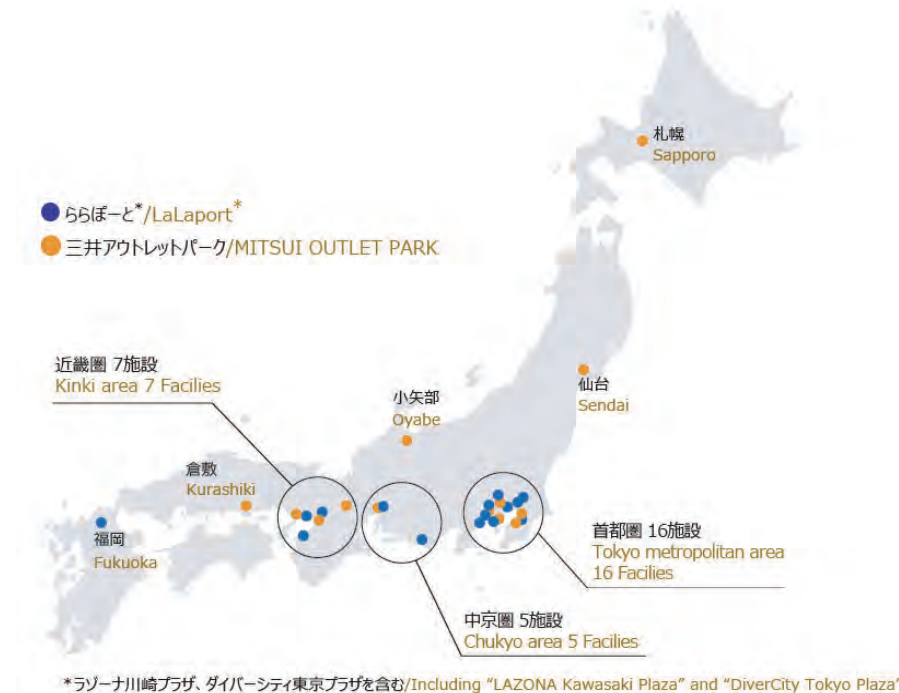 札幌
Sapporo
ららぽーと*/LaLaport*
三井アウトレットパーク/MITSUI OUTLET PARK
近畿圏 7施設
Kinki area 7 Facilies
小矢部
Oyabe
仙台
Sendai
倉敷
Kurashiki
福岡
Fukuoka
首都圏 16施設
Tokyo metropolitan area
16 Facilies
中京圏 5施設
Chukyo area 5 Facilies
*ラゾーナ川崎プラザ、ダイバーシティ東京プラザを含む/Including “LAZONA Kawasaki Plaza” and “DiverCity Tokyo Plaza”